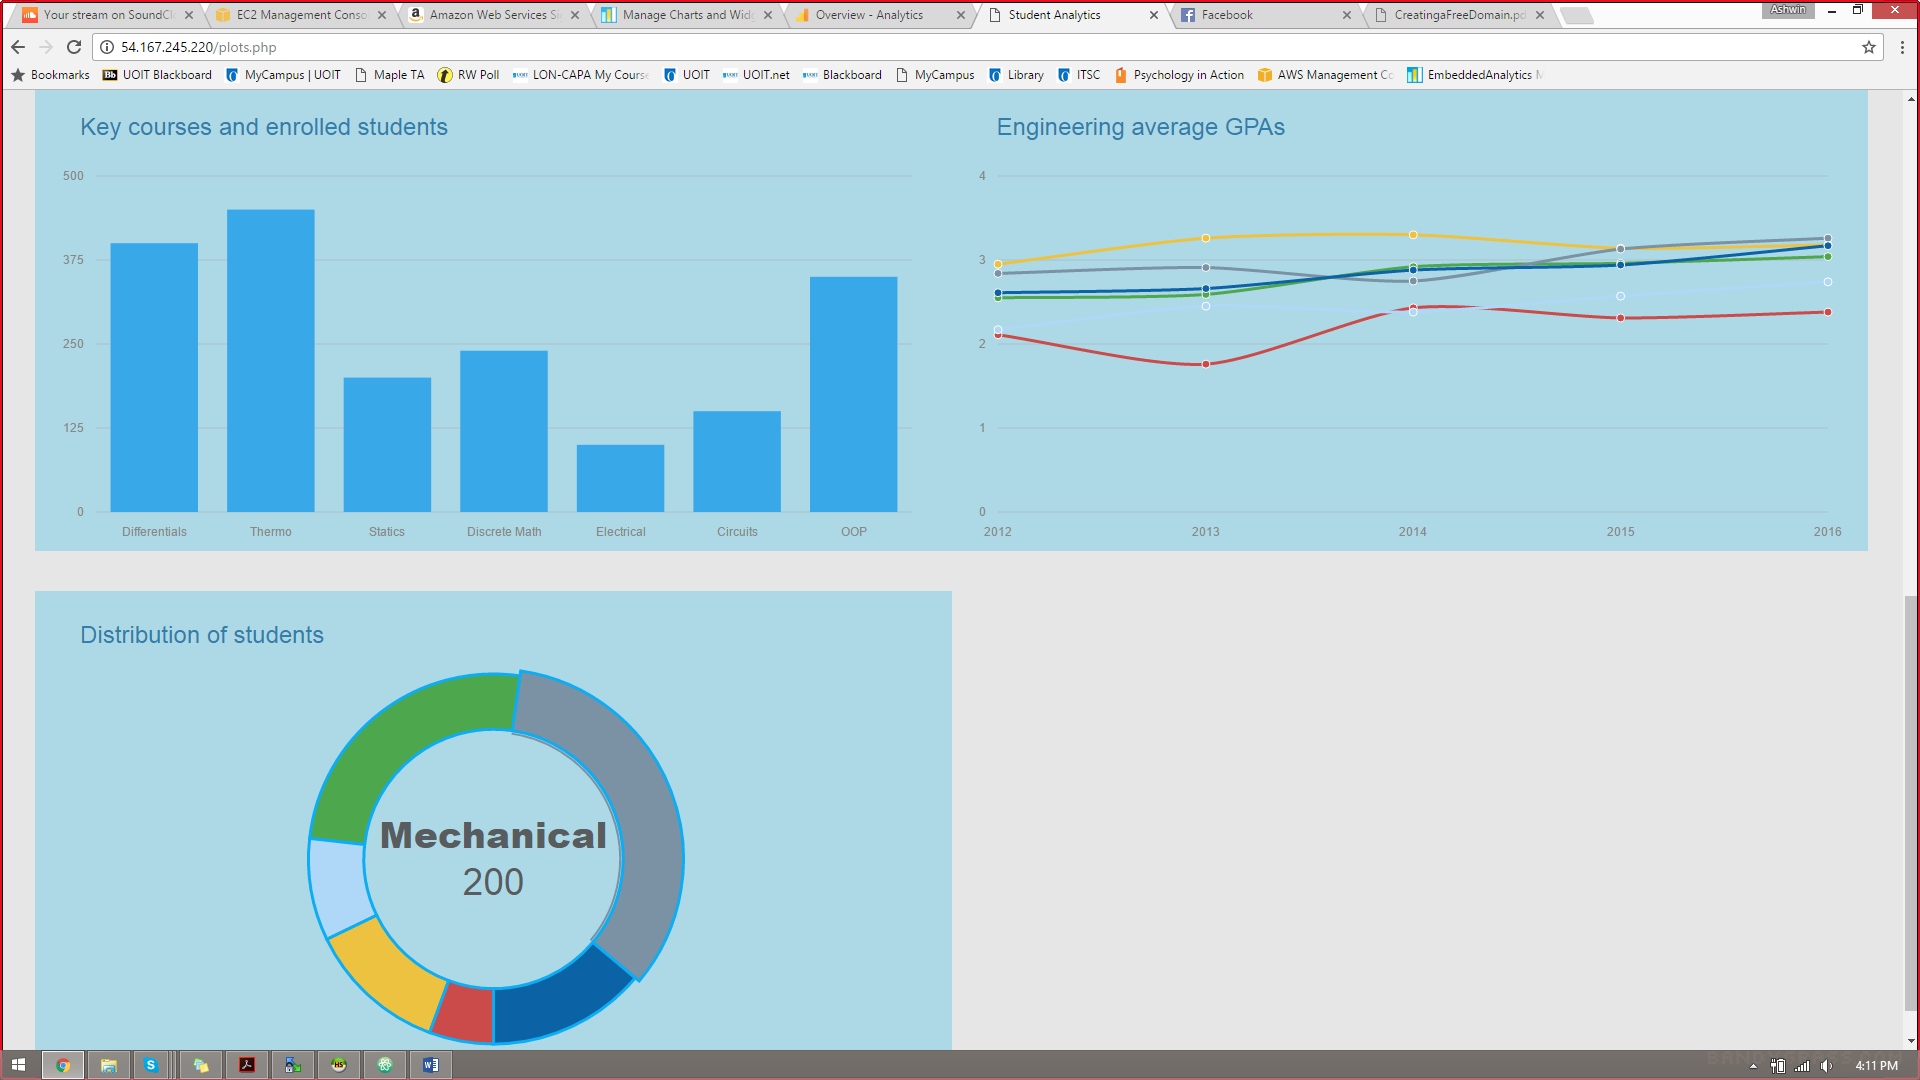 Your stream on SoundCl
EC2 Management Conso
Amazon Web Services Si
Manage Charts and Widg
Overview - Analytics
Student Analytics
Facebook
CreatingaFreeDomain.pd
Ashwin
54.167.245.220/plots.php
Bookmarks
UOIT Blackboard
MyCampus | UOIT
Maple TA
RW Poll
LON-CAPA My Course
UOIT
UOIT.net
Blackboard
MyCampus
Library
ITSC
Psychology in Action
AWS Management Co
EmbeddedAnalytics M
Key courses and enrolled students
500
375
250
125
0
Differentials
Thermo
Statics
Discrete Math
Electrical
Circuits
OOP
Engineering average GPAs
4
3
2
1
0
2012
2013
2014
2015
2016
Distribution of students
Mechanical
200
4:11 PM